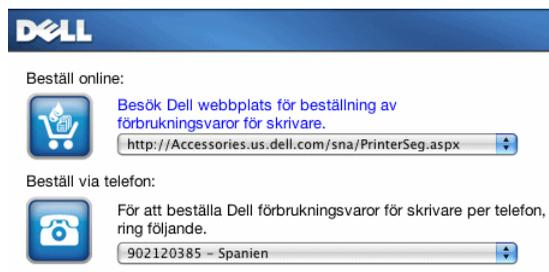 DELL
Beställ online:
Besök Dell webbplats för beställning av
förbrukningsvaror för skrivare.
http://Accessories.us.dell.com/sna/PrinterSeg.aspx
Beställ via telefon:
För att beställa Dell förbrukningsvaror för skrivare per telefon,
ring följande.
902120385 – Spanien